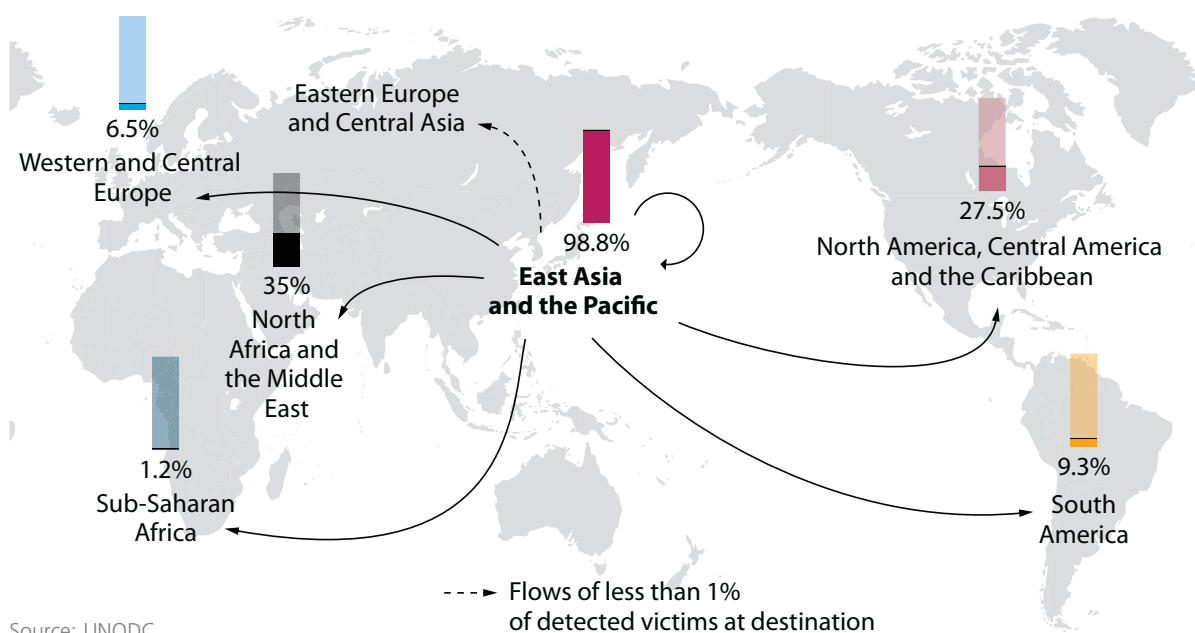 6.5%
Western and Central
Europe
Eastern Europe
and Central Asia
98.8%
East Asia
and the Pacific
27.5%
North America, Central America
and the Caribbean
35%
North
Africa and
the Middle
East
1.2%
Sub-Saharan
Africa
9.3%
South
America
Flows of less than 1%
of detected victims at destination
Source: UNODC